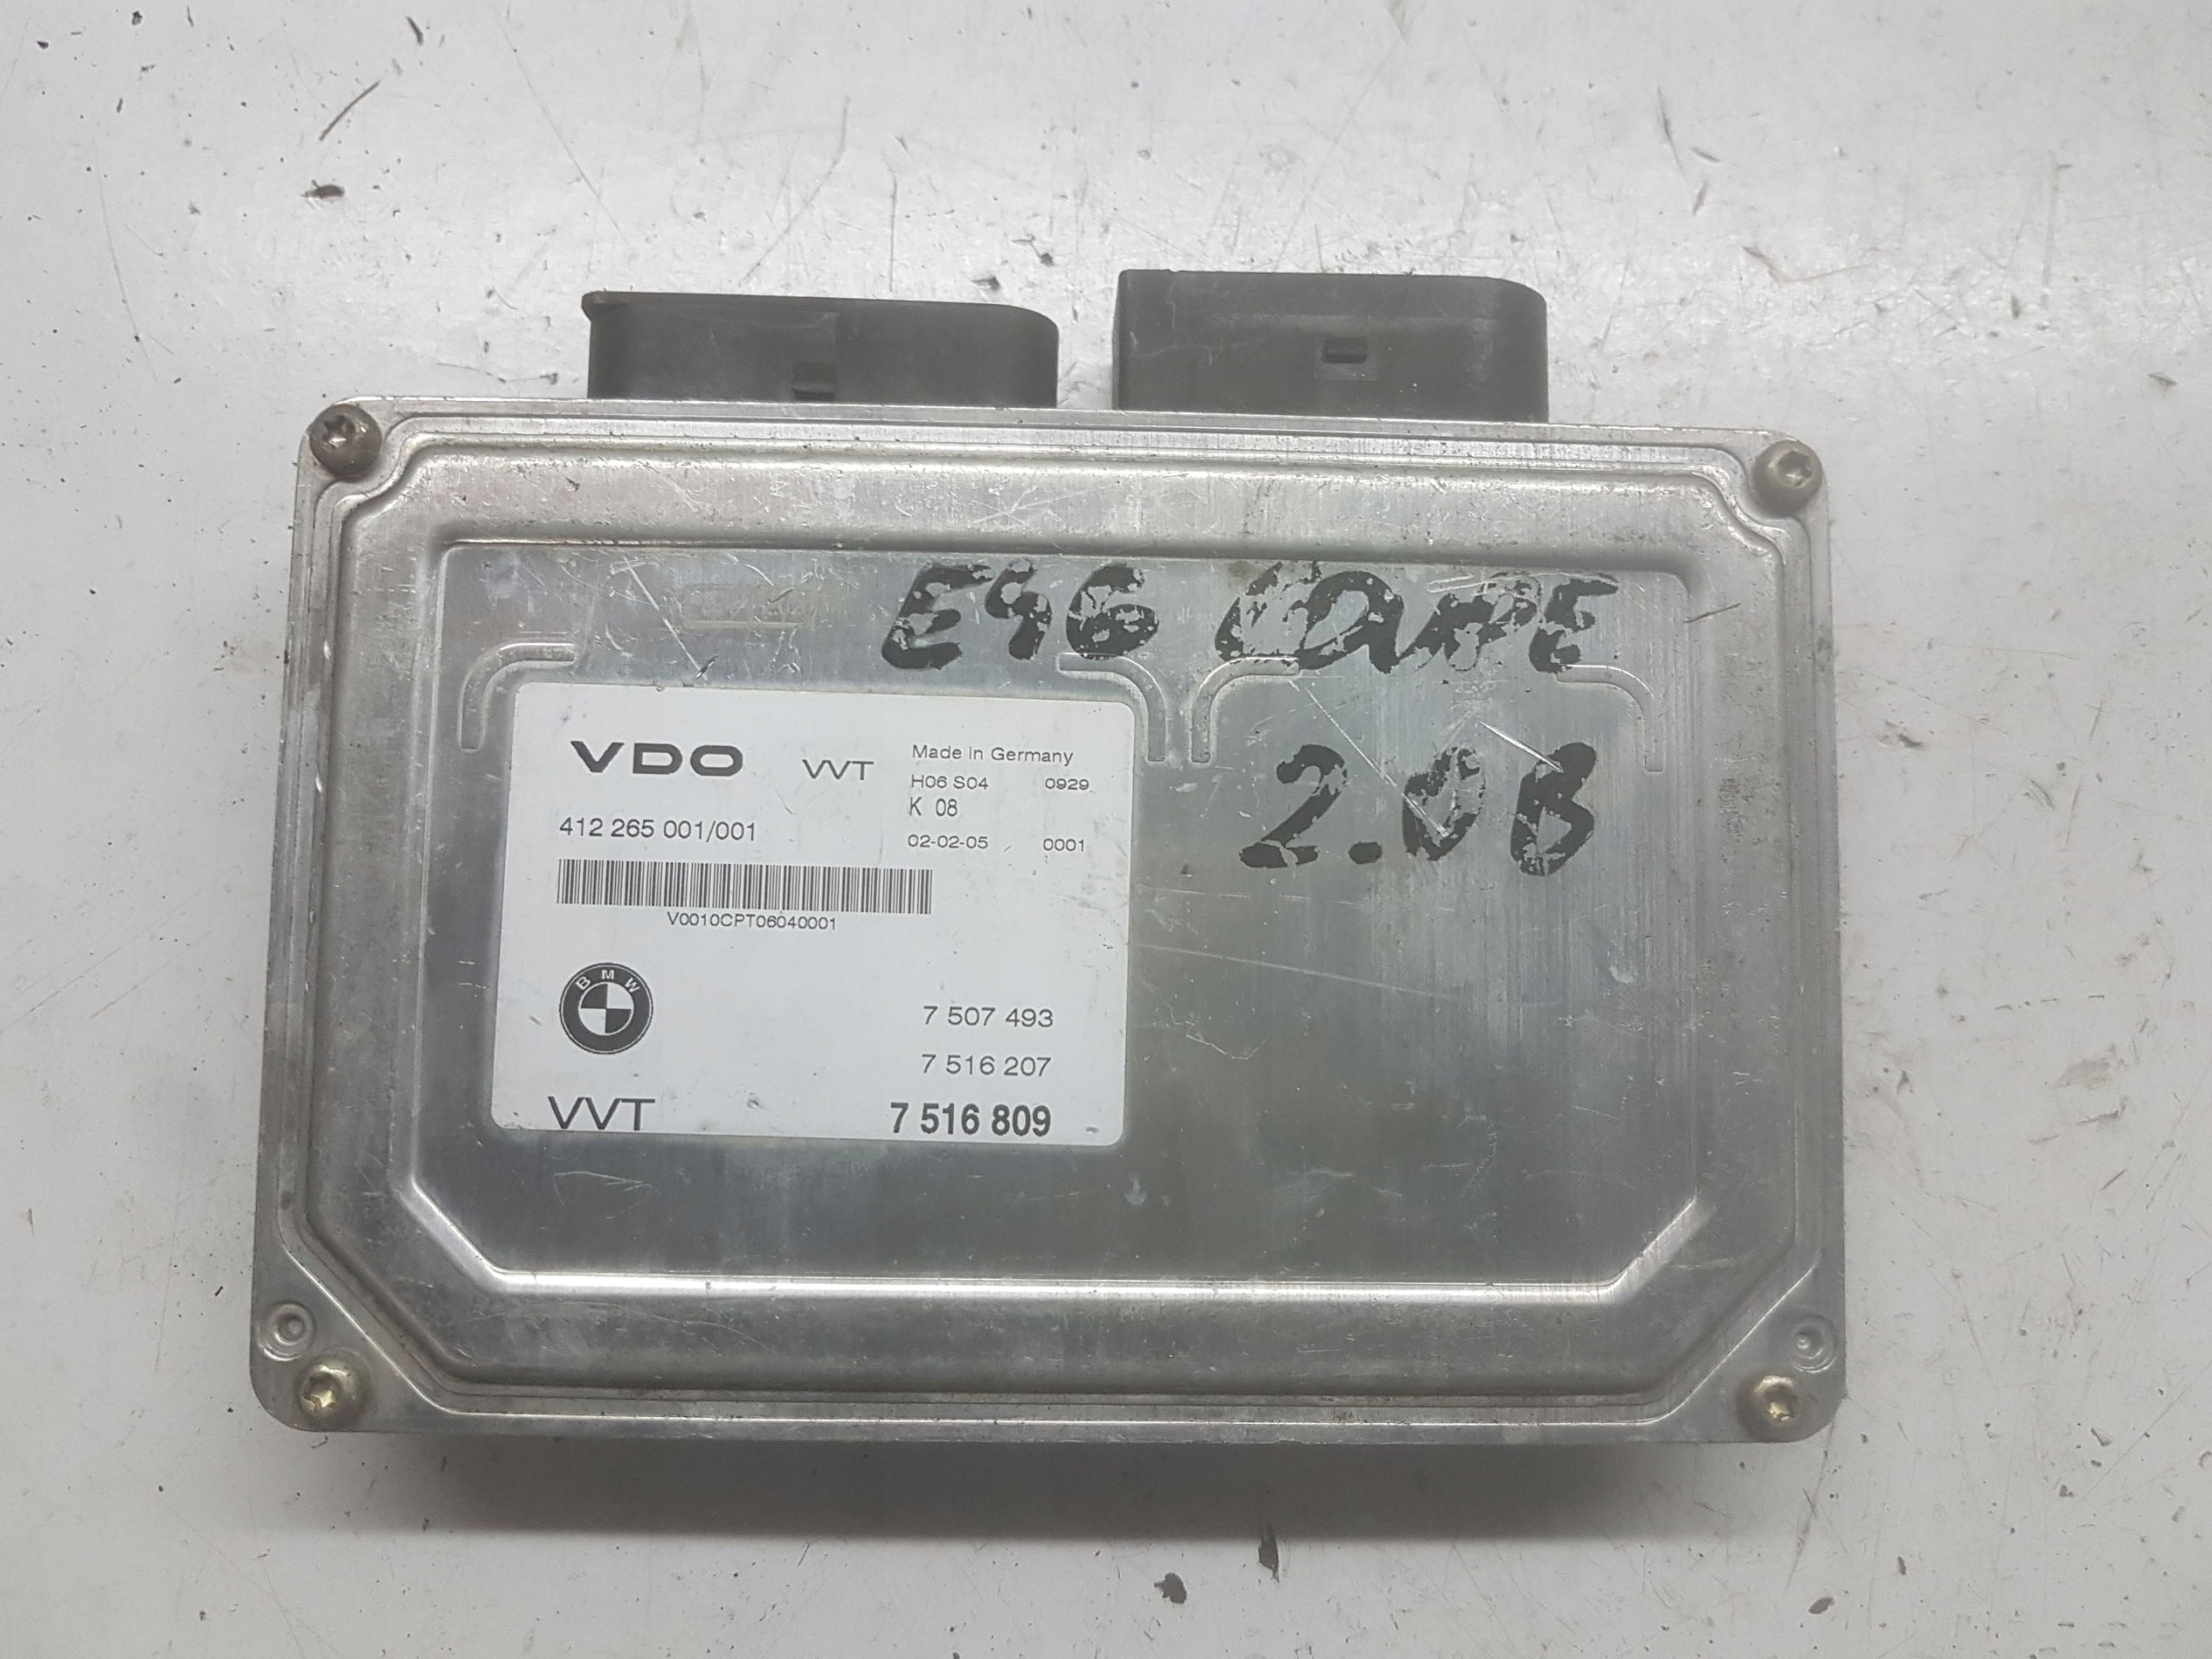 E46 COUPE
2.0B
VDO VVT Made in Germany
H06 S04 0929
K 08
412 265 001/001
02-02-05 0001
V0010CPT06040001
BMW
7 507 493
7 516 207
VVT 7 516 809